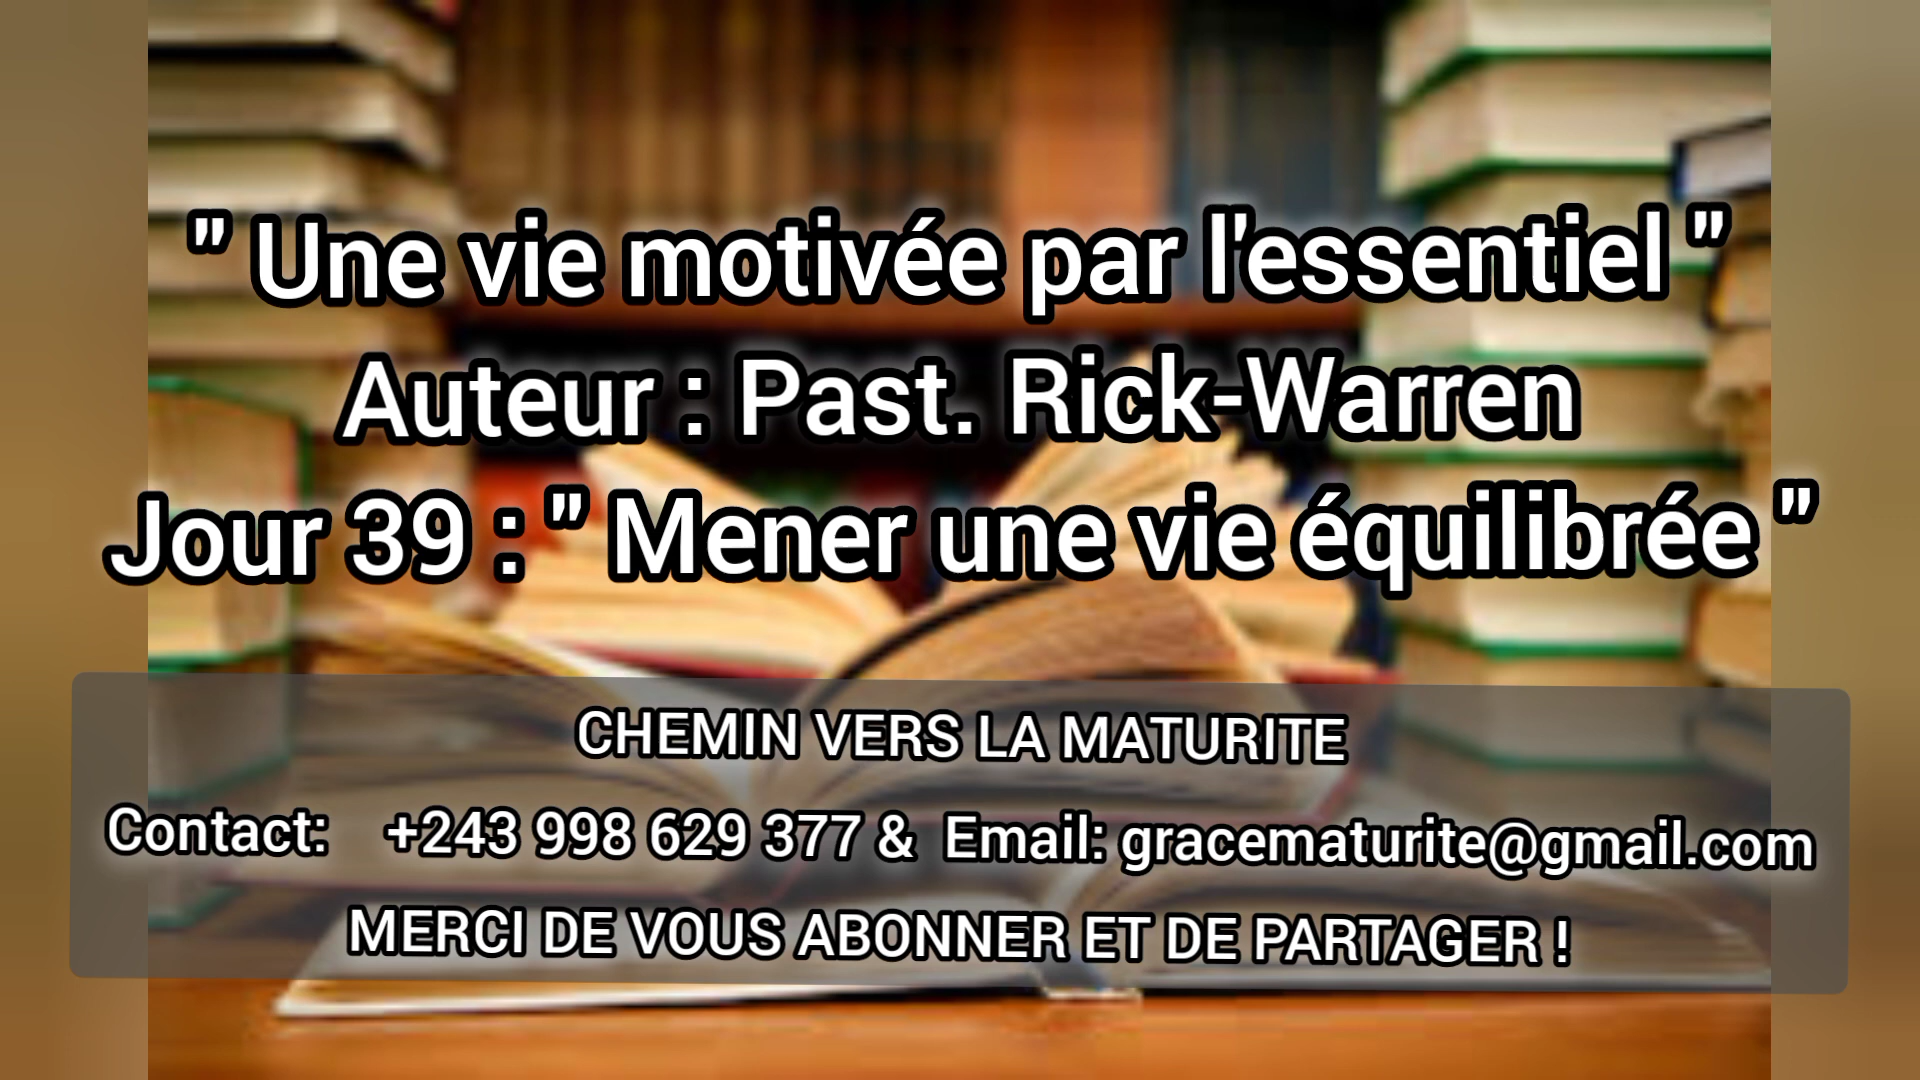 " Une vie motivée par l'essentiel "
Auteur : Past. Rick-Warren
Jour 39 : " Mener une vie équilibrée "
CHEMIN VERS LA MATURITE
Contact: +243 998 629 377 & Email: gracematurite@gmail.com
MERCI DE VOUS ABONNER ET DE PARTAGER !